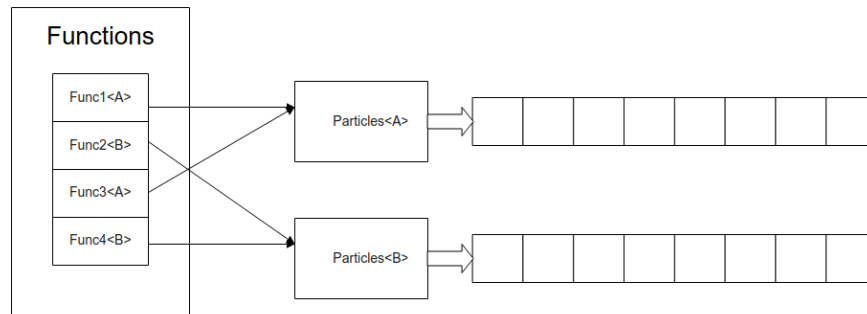 Functions
Func1<A>
Func2<B>
Func3<A>
Func4<B>
Particles<A>
Particles<B>